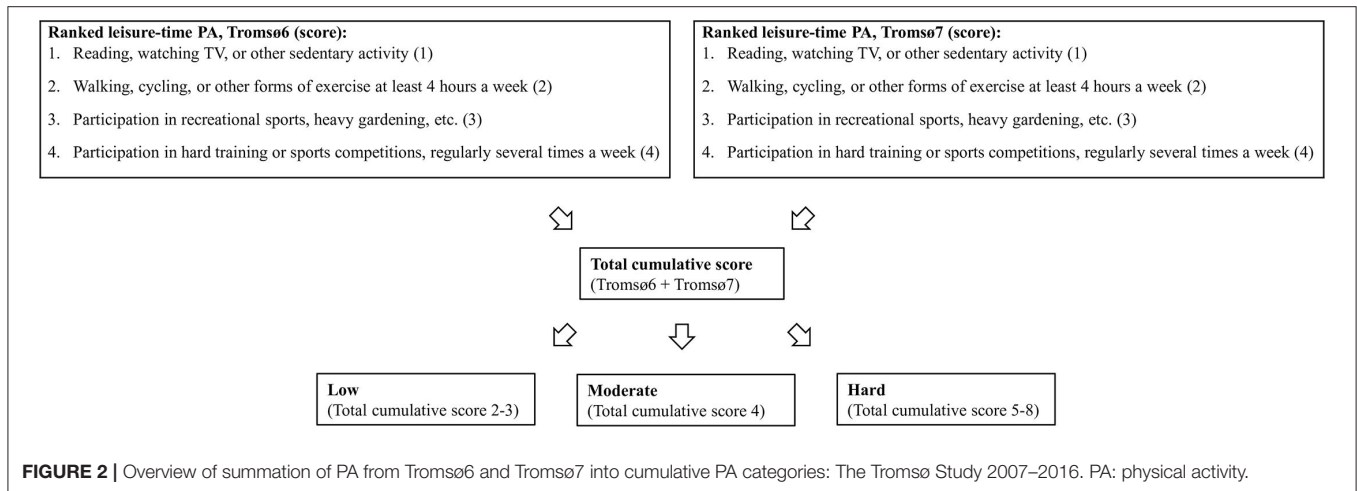 Ranked leisure-time PA, Tromsø6 (score):
1. Reading, watching TV, or other sedentary activity (1)
2. Walking, cycling, or other forms of exercise at least 4 hours a week (2)
3. Participation in recreational sports, heavy gardening, etc. (3)
4. Participation in hard training or sports competitions, regularly several times a week (4)
Ranked leisure-time PA, Tromsø7 (score):
1. Reading, watching TV, or other sedentary activity (1)
2. Walking, cycling, or other forms of exercise at least 4 hours a week (2)
3. Participation in recreational sports, heavy gardening, etc. (3)
4. Participation in hard training or sports competitions, regularly several times a week (4)
Total cumulative score
(Tromsø6 + Tromsø7)
Low
(Total cumulative score 2-3)
Moderate
(Total cumulative score 4)
Hard
(Total cumulative score 5-8)
FIGURE 2 | Overview of summation of PA from Tromsø6 and Tromsø7 into cumulative PA categories: The Tromsø Study 2007–2016. PA: physical activity.